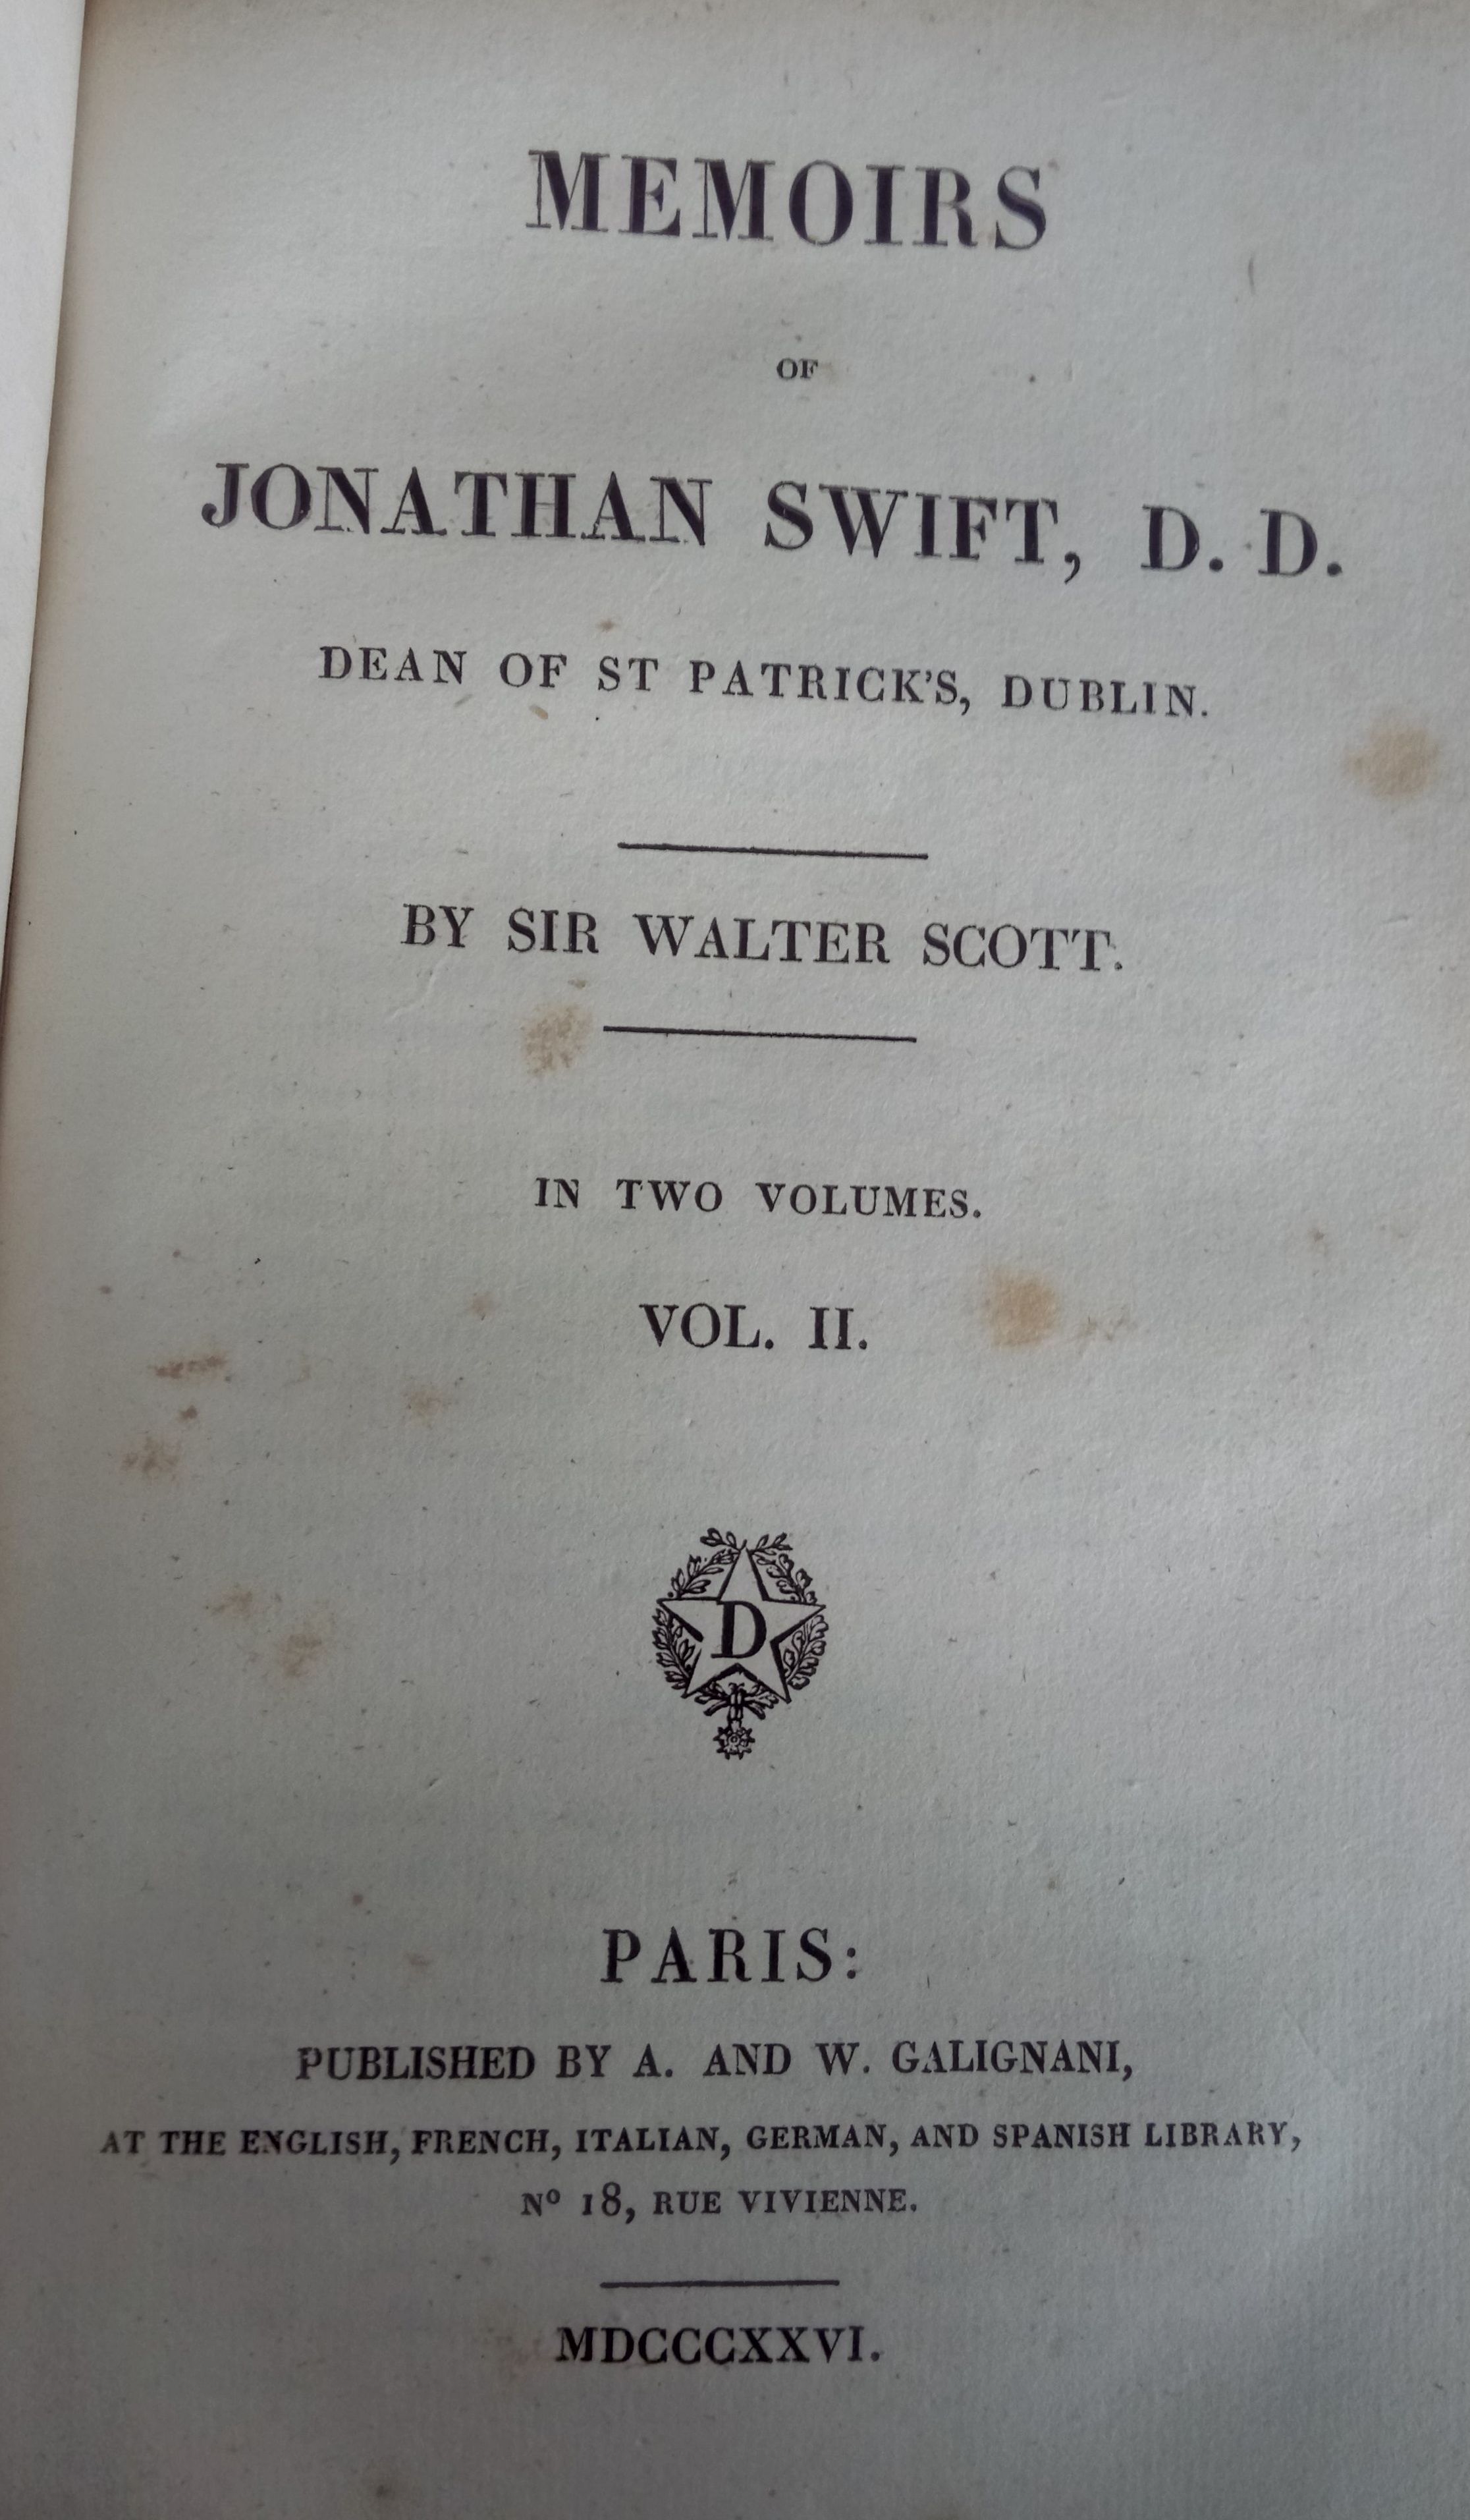 MEMOIRS
OF
JONATHAN SWIFT, D. D.
DEAN OF ST PATRICK'S, DUBLIN.
BY SIR WALTER SCOTT.
IN TWO VOLUMES.
VOL. II.
D
PARIS:
PUBLISHED BY A. AND W. GALIGNANI,
AT THE ENGLISH, FRENCH, ITALIAN, GERMAN, AND SPANISH LIBRARY,
Nº 18, RUE VIVIENNE.
MDCCCXXVI.